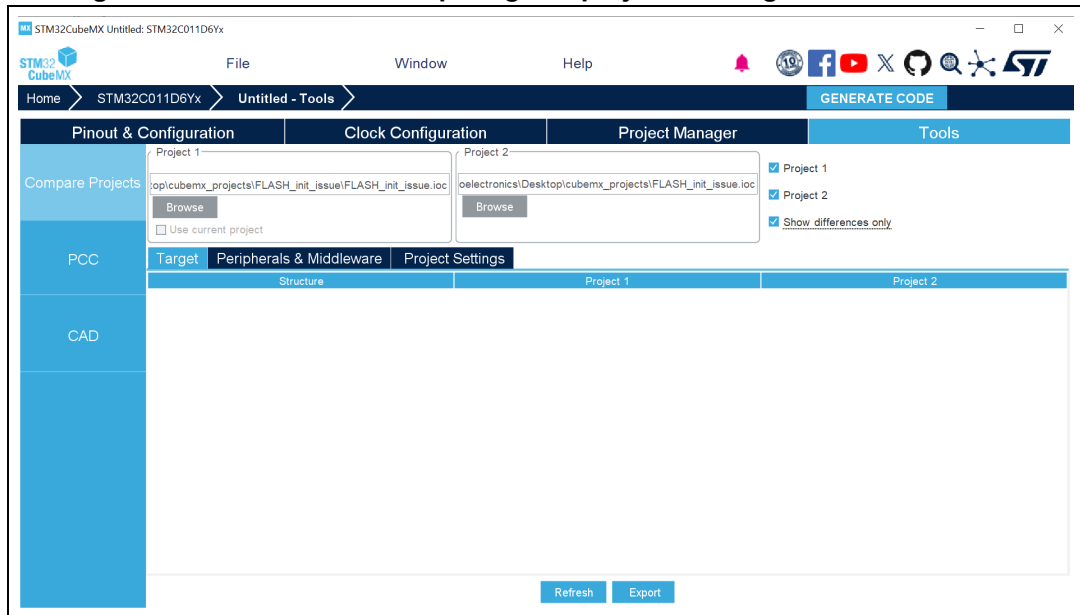 STM32CubeMX Untitled: STM32C011D6Yx
STM32
CubeMX
File
Window
Help
Home
STM32C011D6Yx
Untitled - Tools
GENERATE CODE
Pinout & Configuration
Clock Configuration
Project Manager
Tools
Compare Projects
PCC
CAD
Project 1
top\cubemx_projects\FLASH_init_issue\FLASH_init_issue.ioc
Browse
Use current project
Project 2
oelectronics\Desktop\cubemx_projects\FLASH_init_issue.ioc
Browse
Project 1
Project 2
Show differences only
Target
Peripherals & Middleware
Project Settings
Structure
Project 1
Project 2
Refresh
Export